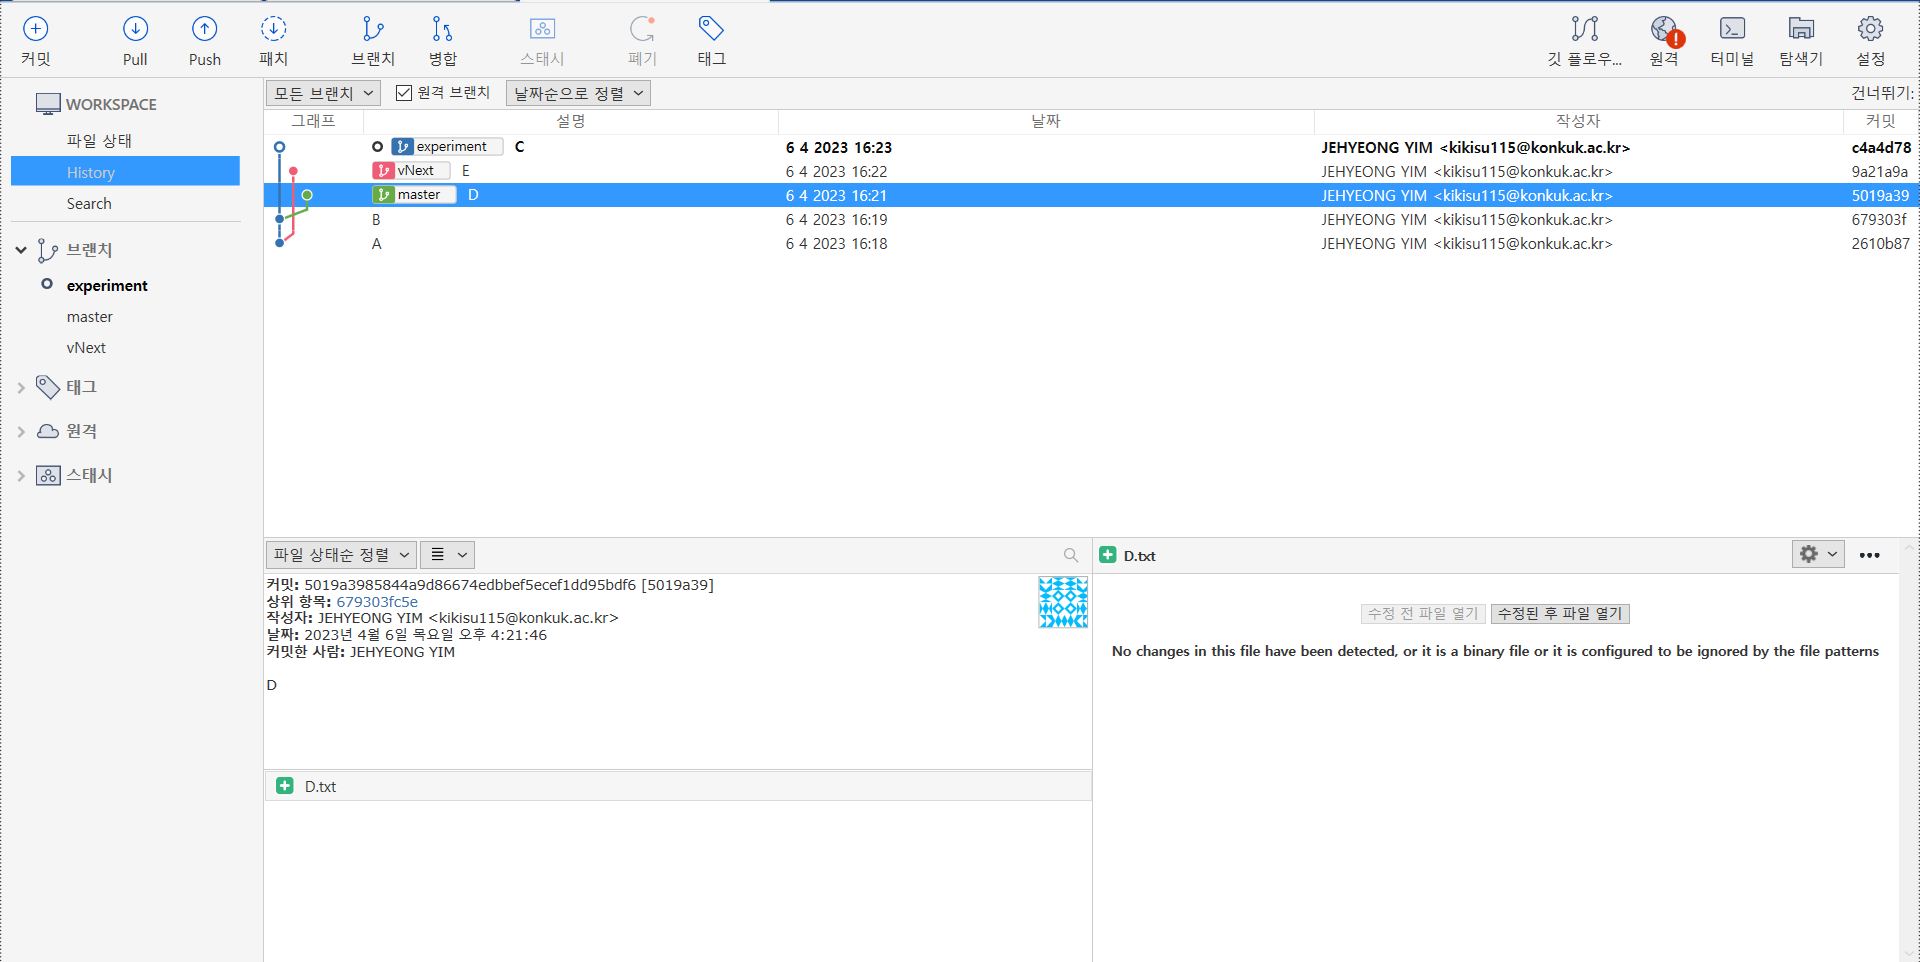 커밋 Pull Push 패치 브랜치 병합 스태시 폐기 태그 깃 플로우... 원격 터미널 탐색기 설정
WORKSPACE
파일 상태
History
Search
브랜치
experiment
master
vNext
태그
원격
스태시
모든 브랜치 원격 브랜치 날짜순으로 정렬 건너뛰기:
그래프 설명 날짜 작성자 커밋
experiment C 6 4 2023 16:23 JEHYEONG YIM <kikisu115@konkuk.ac.kr> c4a4d78
vNext E 6 4 2023 16:22 JEHYEONG YIM <kikisu115@konkuk.ac.kr> 9a21a9a
master D 6 4 2023 16:21 JEHYEONG YIM <kikisu115@konkuk.ac.kr> 5019a39
B 6 4 2023 16:19 JEHYEONG YIM <kikisu115@konkuk.ac.kr> 679303f
A 6 4 2023 16:18 JEHYEONG YIM <kikisu115@konkuk.ac.kr> 2610b87
파일 상태순 정렬
커밋: 5019a3985844a9d86674edbbef5ecef1dd95bdf6 [5019a39]
상위 항목: 679303fc5e
작성자: JEHYEONG YIM <kikisu115@konkuk.ac.kr>
날짜: 2023년 4월 6일 목요일 오후 4:21:46
커밋한 사람: JEHYEONG YIM
D
D.txt
D.txt
수정 전 파일 열기 수정된 후 파일 열기
No changes in this file have been detected, or it is a binary file or it is configured to be ignored by the file patterns